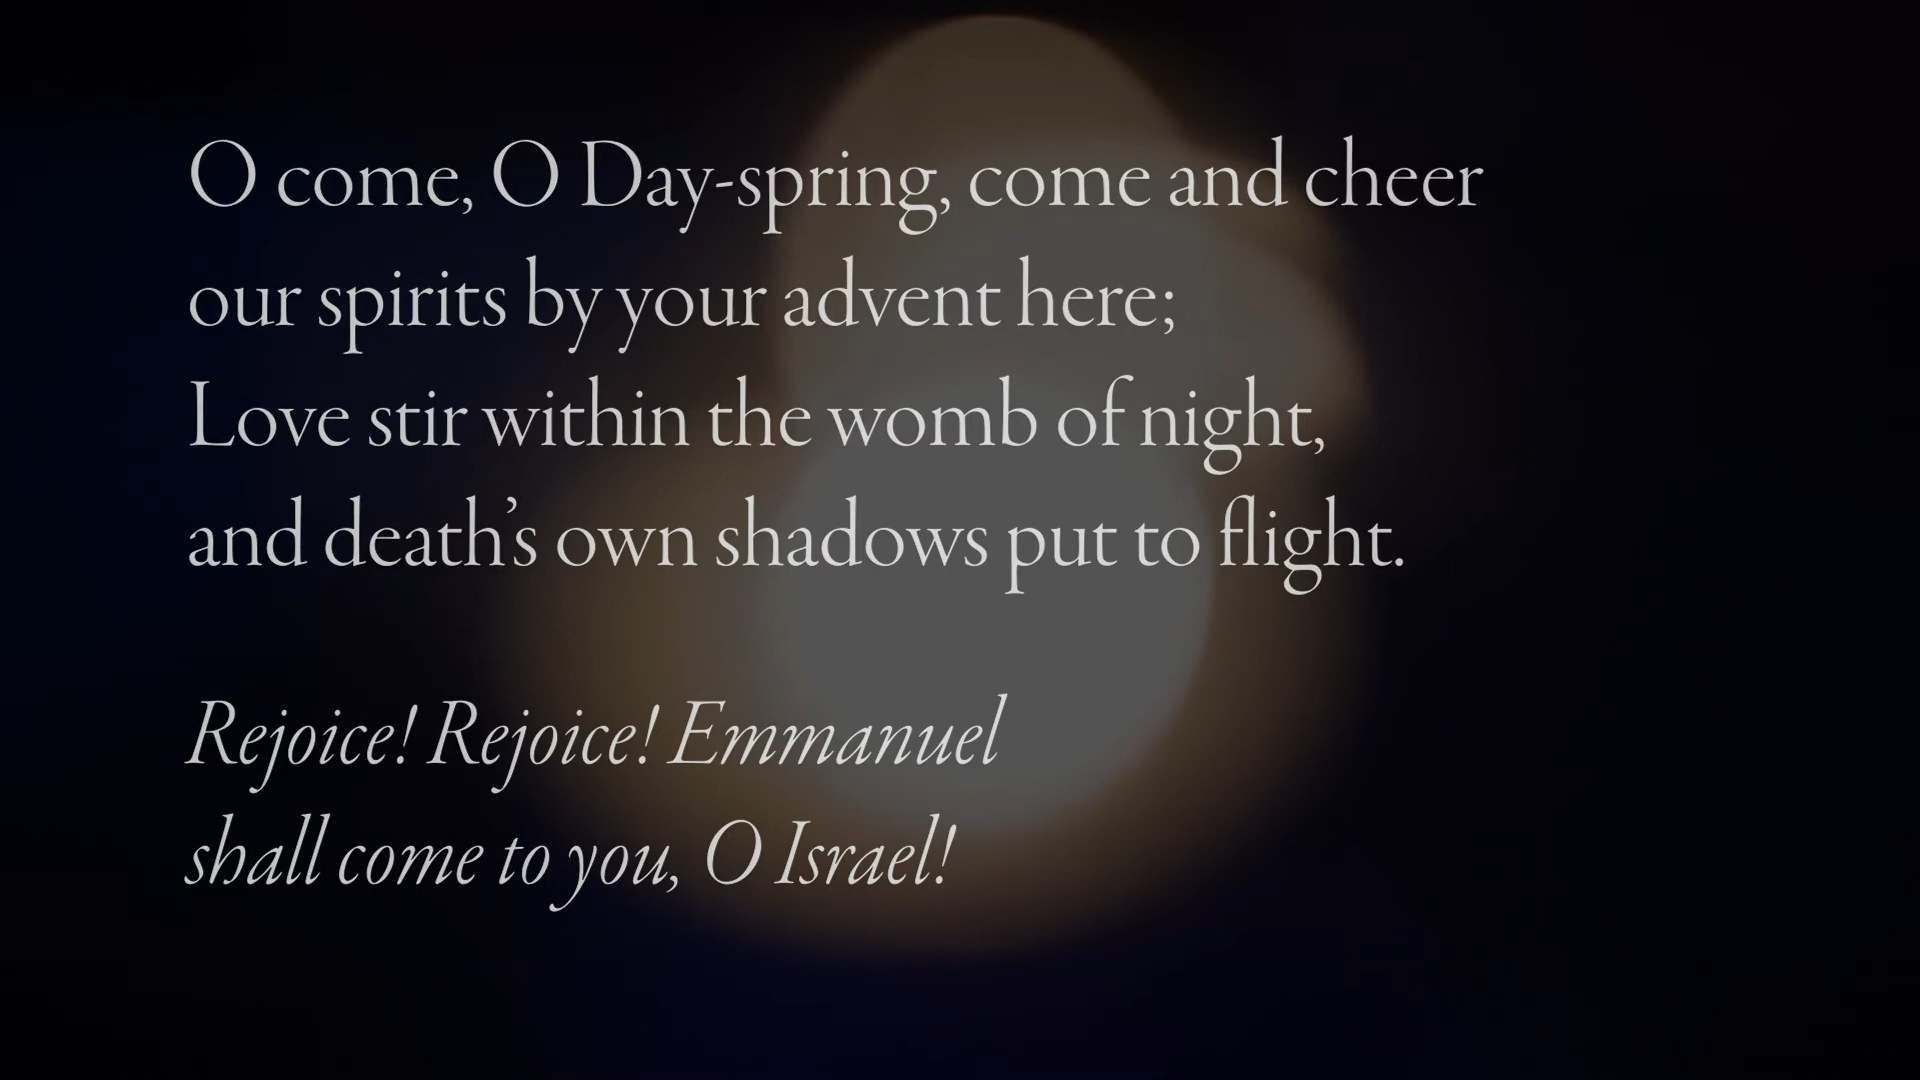 O come, O Day-spring, come and cheer
our spirits by your advent here;
Love stir within the womb of night,
and death’s own shadows put to flight.
Rejoice! Rejoice! Emmanuel
shall come to you, O Israel!